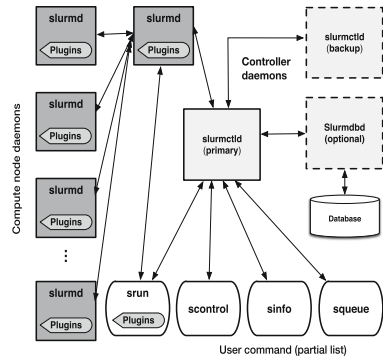 slurmd
Plugins
slurmd
Plugins
slurmctld
(backup)
Controller
daemons
slurmd
Plugins
slurmctld
(primary)
Slurmdbd
(optional)
Compute node daemons
slurmd
Plugins
Database
...
slurmd
Plugins
srun
Plugins
scontrol
sinfo
squeue
User command (partial list)